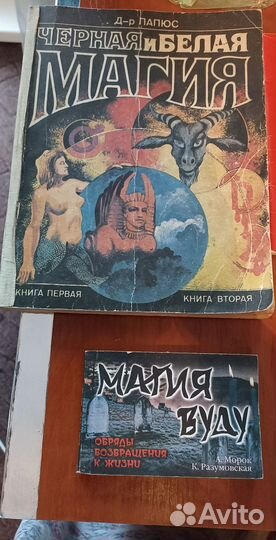 Д-р ПАПЮС
ЧЕРНАЯ и БЕЛАЯ
МАГИЯ
КНИГА ПЕРВАЯ
КНИГА ВТОРАЯ
МАГИЯ
ВУДУ
ОБРЯДЫ
ВОЗВРАЩЕНИЯ
К ЖИЗНИ
А. Морок
К. Разумовская
Avito